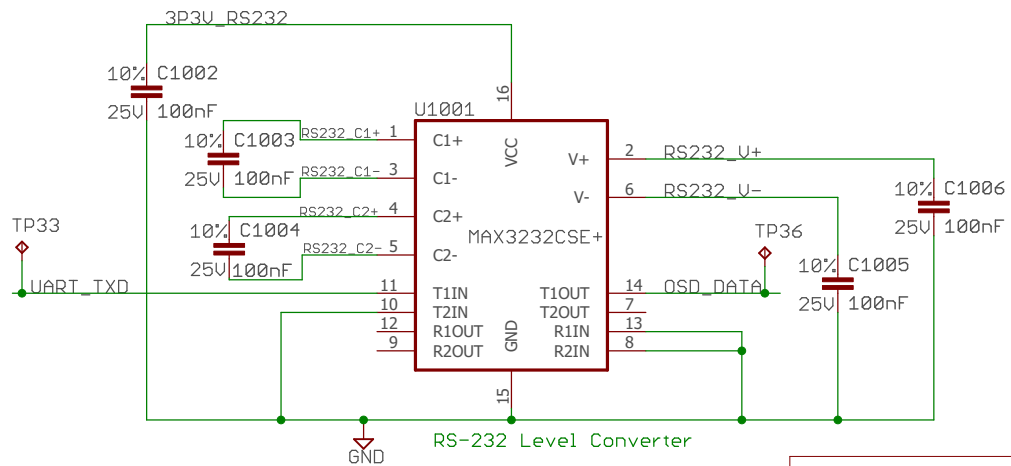 3P3V_RS232
10% C1002
25V 100nF
16
U1001
VCC
10% C1003
25V 100nF
RS232_C1+ 1 C1+
RS232_C1- 3 C1-
RS232_C2+ 4 C2+
RS232_C2- 5 C2-
10% C1004
25V 100nF
V+ 2 RS232_V+
V- 6 RS232_V-
10% C1006
25V 100nF
MAX3232CSE+
TP33
TP36
10% C1005
25V 100nF
UART_TXD 11 T1IN
10 T2IN
12 R1OUT
9 R2OUT
T1OUT 14 OSD_DATA
T2OUT 7
R1IN 13
R2IN 8
GND
15
RS-232 Level Converter
GND